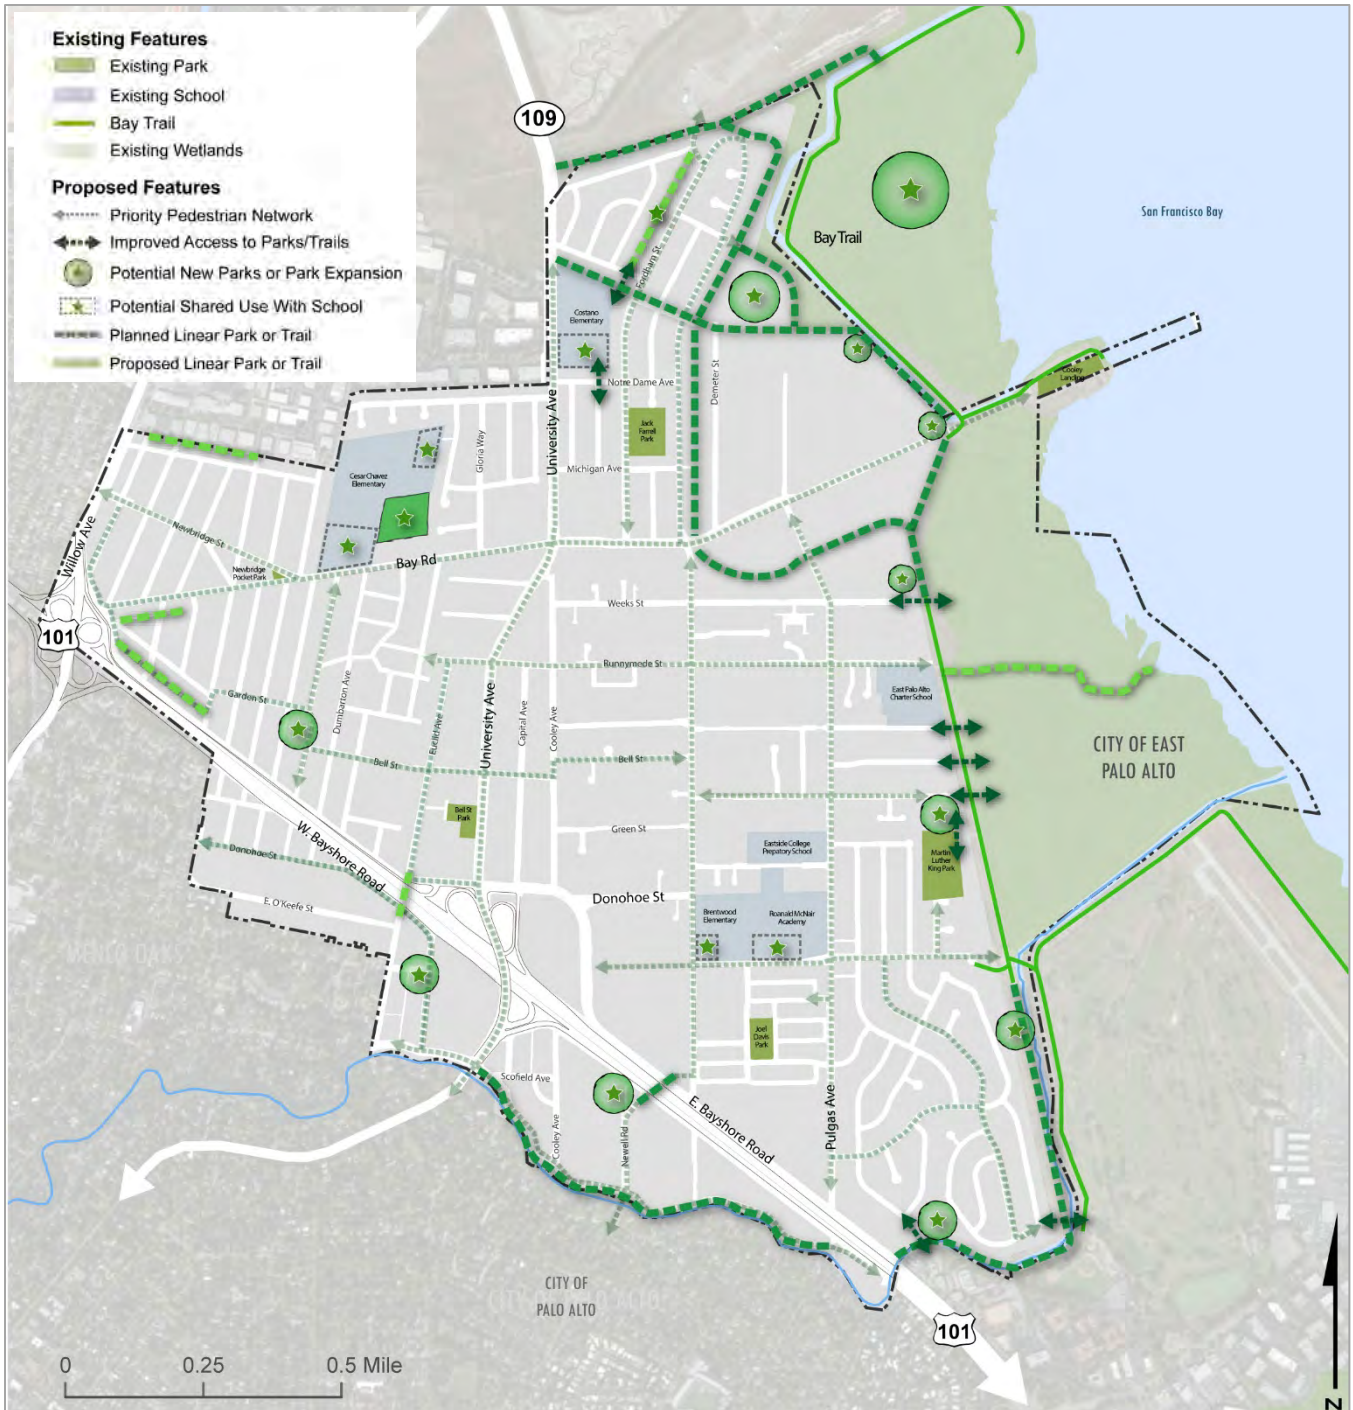 Existing Features
Existing Park
Existing School
Bay Trail
Existing Wetlands
Proposed Features
Priority Pedestrian Network
Improved Access to Parks/Trails
Potential New Parks or Park Expansion
Potential Shared Use With School
Planned Linear Park or Trail
Proposed Linear Park or Trail
109
San Francisco Bay
Bay Trail
Fordham St
Costano
Elementary
Cooley
Landing
Notre Dame Ave
Demeter St
University Ave
Jack
Farrell
Park
Gloria Way
Michigan Ave
Cesar Chavez
Elementary
Newbridge St
Willow Ave
Bay Rd
Newbridge
Pocket Park
101
Weeks St
Runnymede St
East Palo Alto
Charter School
Garden St
Dumbarton Ave
Euclid Ave
University Ave
Capital Ave
Cooley Ave
CITY OF EAST
PALO ALTO
Bell St
Bell St
Bell St
Park
Green St
Eastside College
Prepatory School
Martin
Luther
King Park
W. Bayshore Road
Donohoe St
Donohoe St
E. O'Keefe St
Brentwood
Elementary
Roanaid McNair
Academy
Joel
Davis
Park
Scofield Ave
Cooley Ave
Newell Rd
E. Bayshore Road
Pulgas Ave
CITY OF
PALO ALTO
101
0 0.25 0.5 Mile
N